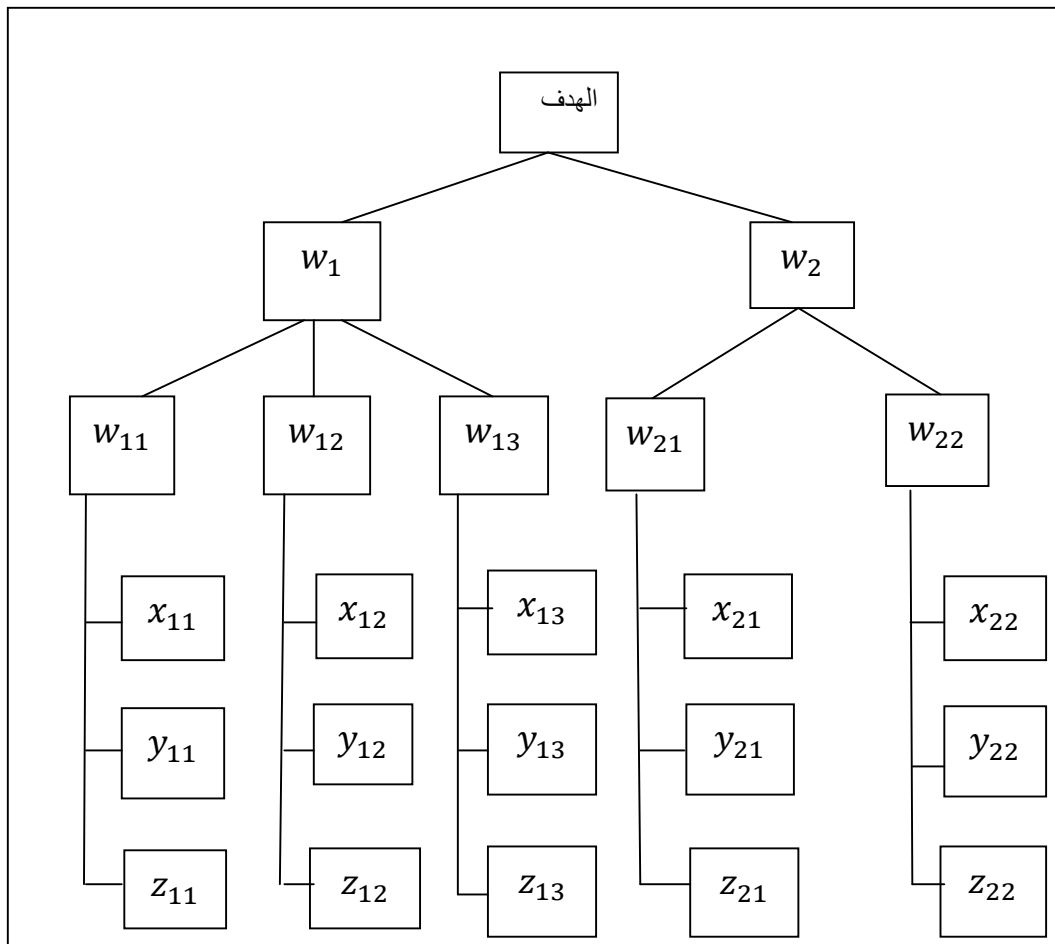 الهدف
w₁ w₂
w₁₁ w₁₂ w₁₃ w₂₁ w₂₂
x₁₁ x₁₂ x₁₃ x₂₁ x₂₂
y₁₁ y₁₂ y₁₃ y₂₁ y₂₂
z₁₁ z₁₂ z₁₃ z₂₁ z₂₂